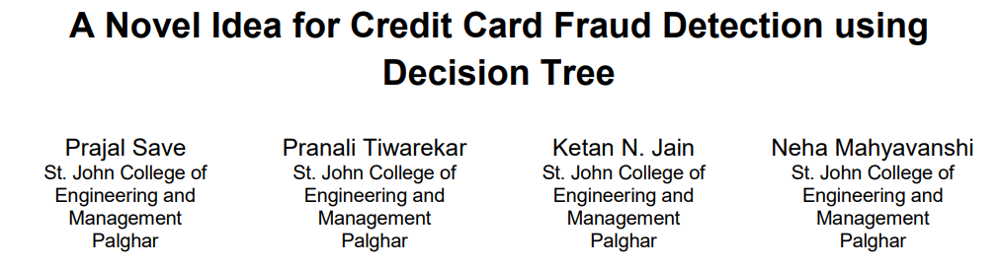 A Novel Idea for Credit Card Fraud Detection using
Decision Tree
Prajal Save
St. John College of
Engineering and
Management
Palghar
Pranali Tiwarekar
St. John College of
Engineering and
Management
Palghar
Ketan N. Jain
St. John College of
Engineering and
Management
Palghar
Neha Mahyavanshi
St. John College of
Engineering and
Management
Palghar